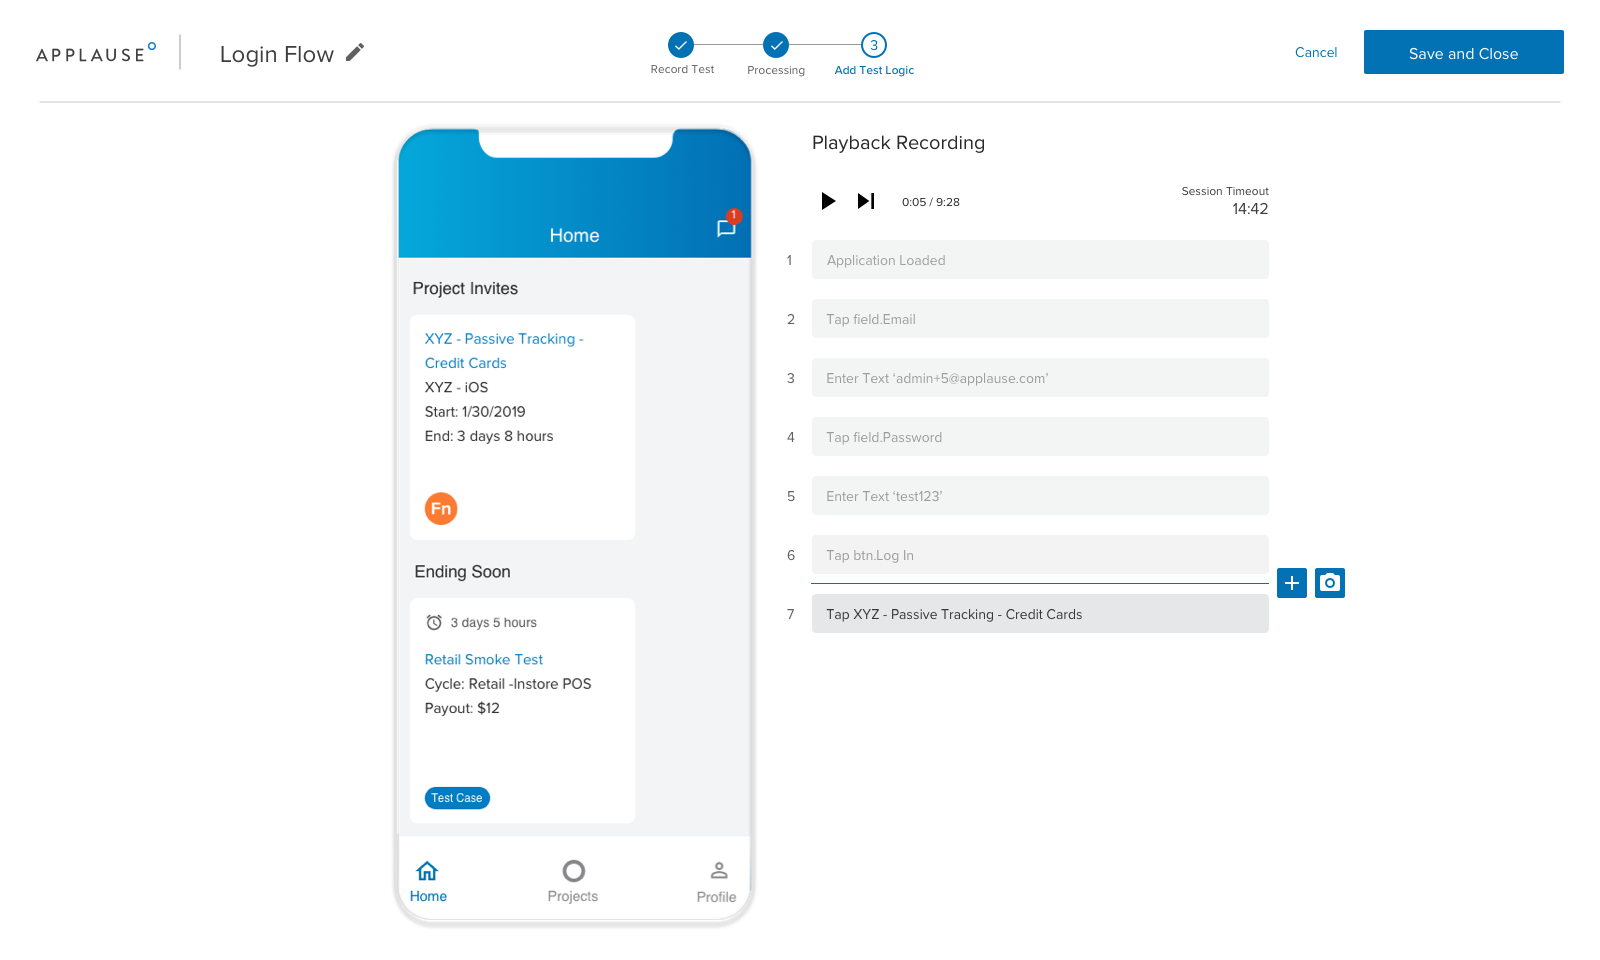 APPLAUSE
Login Flow
Record Test
Processing
3
Add Test Logic
Cancel
Save and Close
Home
1
Project Invites
XYZ - Passive Tracking -
Credit Cards
XYZ - iOS
Start: 1/30/2019
End: 3 days 8 hours
Fn
Ending Soon
3 days 5 hours
Retail Smoke Test
Cycle: Retail -Instore POS
Payout: $12
Test Case
Home
Projects
Profile
Playback Recording
0:05 / 9:28
Session Timeout
14:42
1 Application Loaded
2 Tap field.Email
3 Enter Text ‘admin+5@applause.com’
4 Tap field.Password
5 Enter Text ‘test123’
6 Tap btn.Log In
7 Tap XYZ - Passive Tracking - Credit Cards